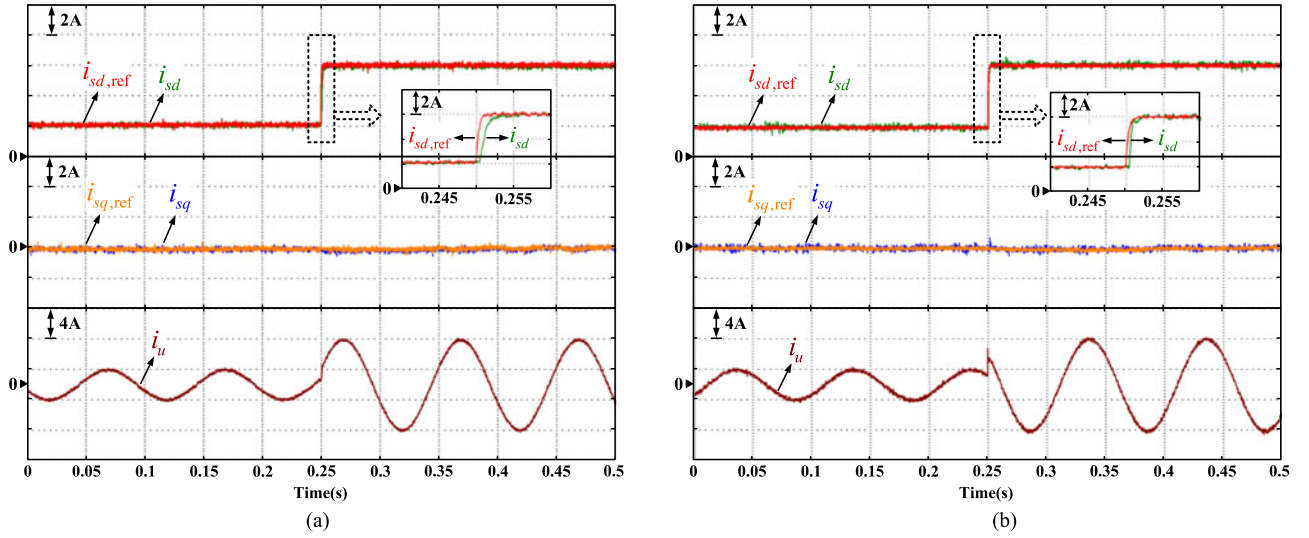 2A
i_sd,ref i_sd
2A
i_sd,ref i_sd
0
0
0.245 0.255
2A
i_sq,ref i_sq
0
4A
i_u
0
0 0.05 0.1 0.15 0.2 0.25 0.3 0.35 0.4 0.45 0.5
Time(s)
(a)
2A
i_sd,ref i_sd
2A
i_sd,ref i_sd
0
0
0.245 0.255
2A
i_sq,ref i_sq
0
4A
i_u
0
0 0.05 0.1 0.15 0.2 0.25 0.3 0.35 0.4 0.45 0.5
Time(s)
(b)